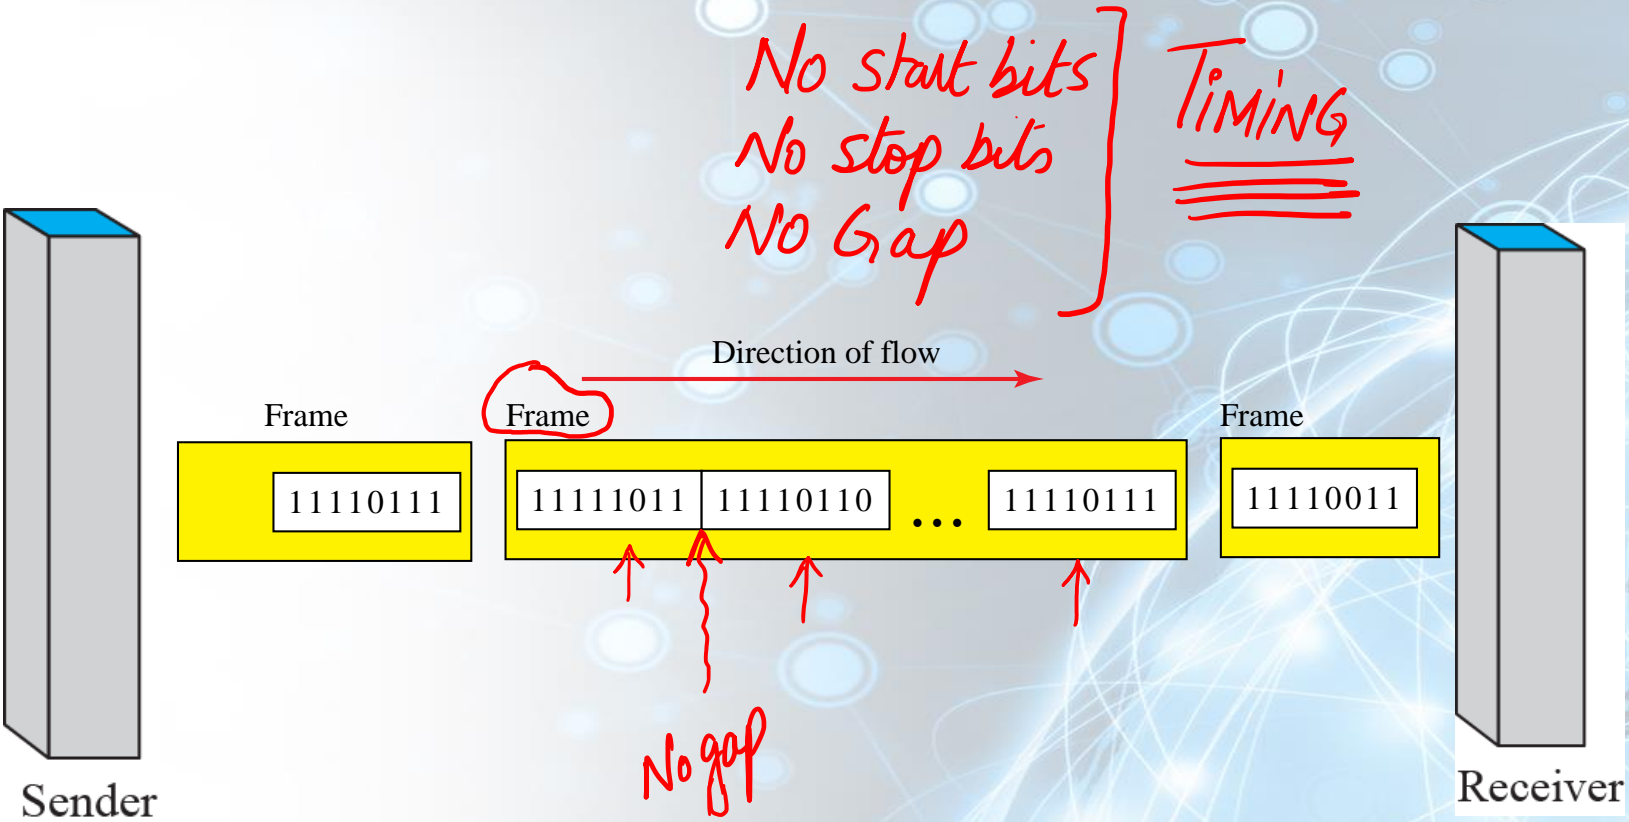 No start bits
No stop bits
No Gap
TIMING
Direction of flow
Frame
Frame
Frame
11110111
11111011
11110110
...
11110111
11110011
No gap
Sender
Receiver